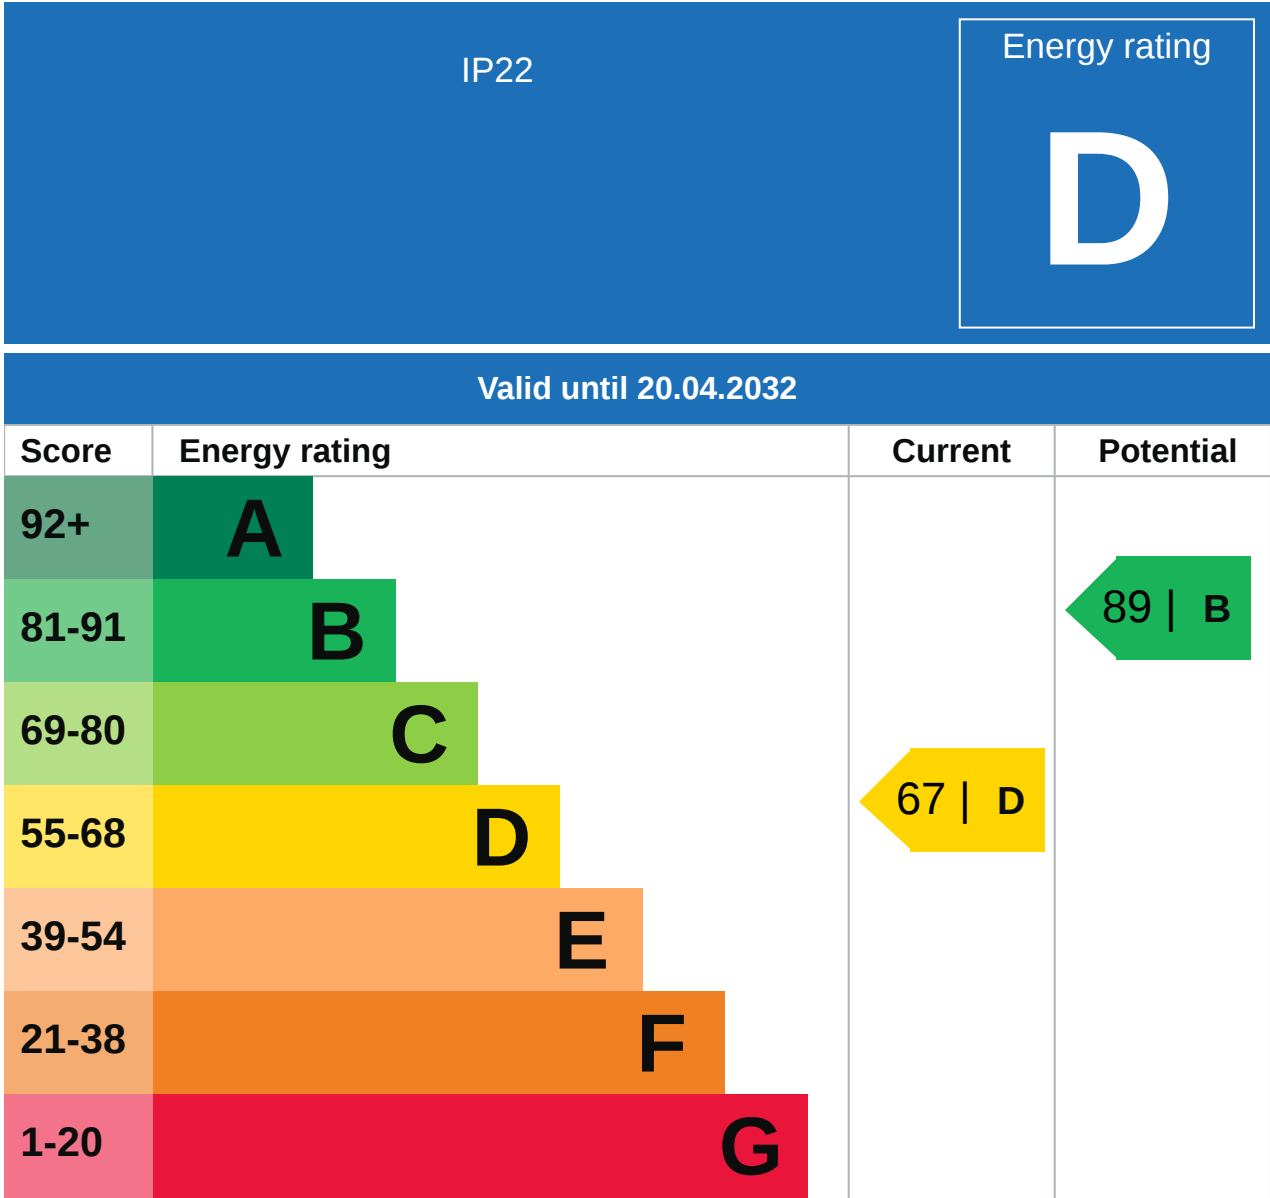 IP22
Energy rating
D
Valid until 20.04.2032
Score Energy rating Current Potential
92+ A
81-91 B
89 | B
69-80 C
55-68 D
67 | D
39-54 E
21-38 F
1-20 G